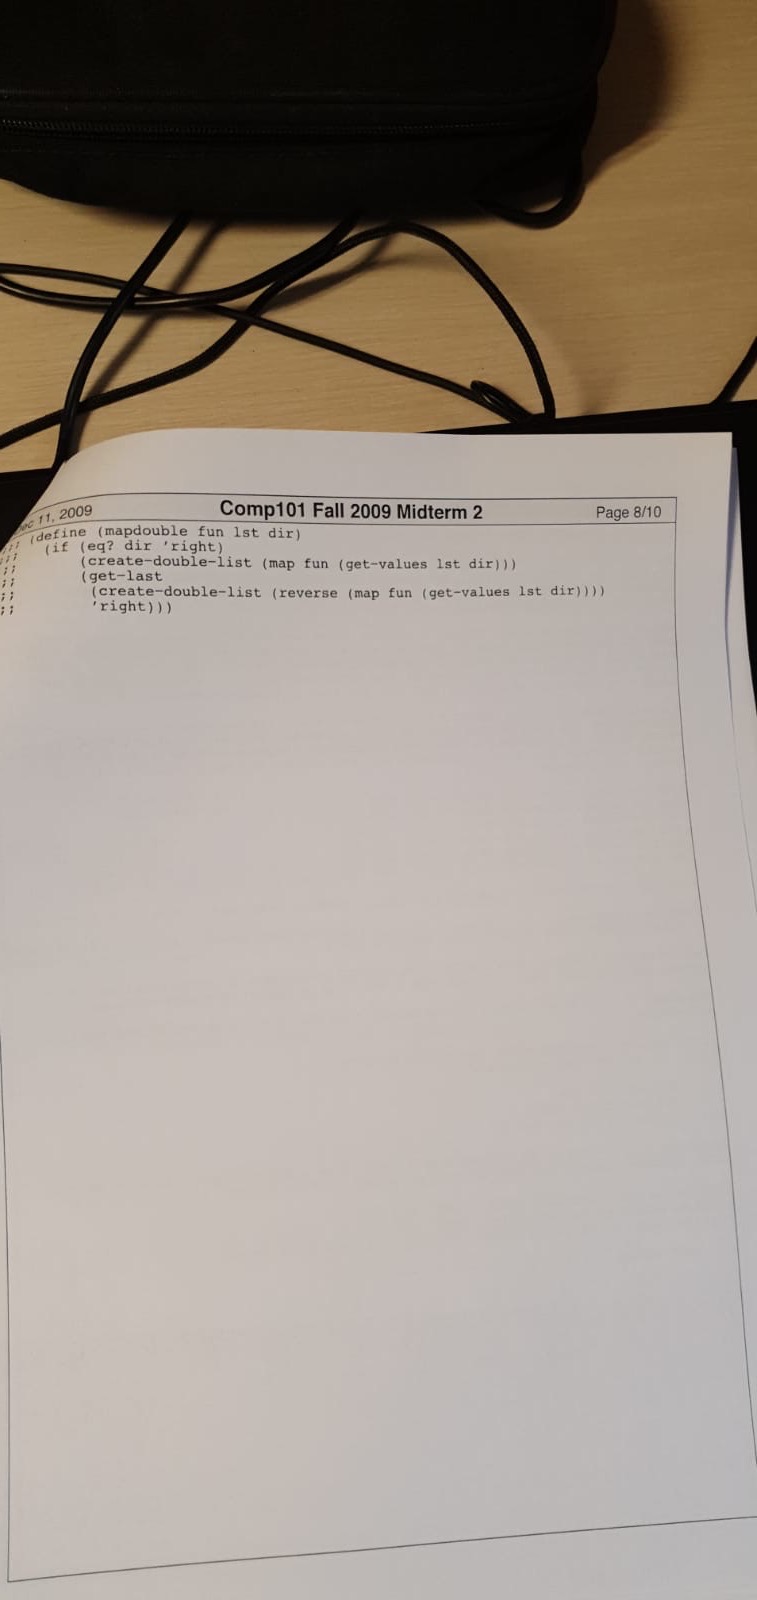 Dec 11, 2009 Comp101 Fall 2009 Midterm 2 Page 8/10
;;; (define (mapdouble fun lst dir)
;;; (if (eq? dir 'right)
;; (create-double-list (map fun (get-values lst dir)))
;; (get-last
;; (create-double-list (reverse (map fun (get-values lst dir))))
;; 'right)))